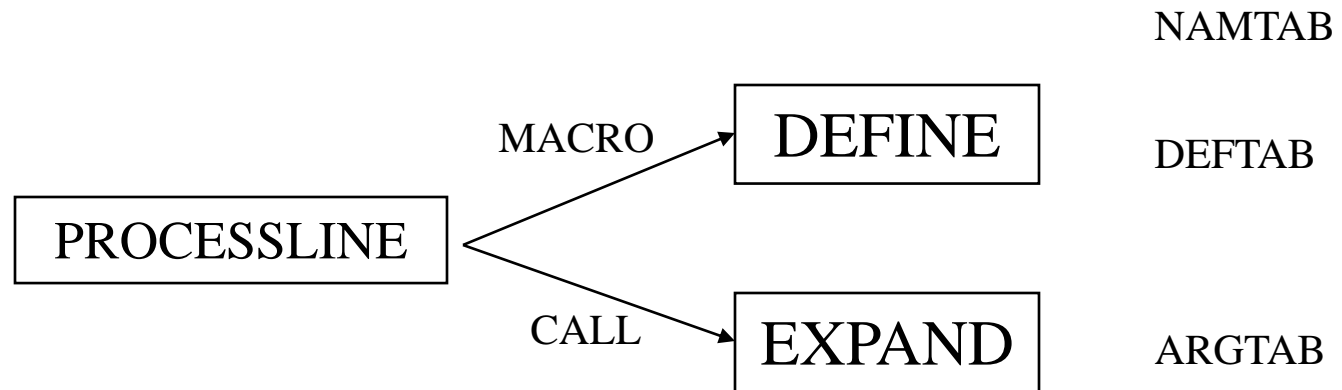 NAMTAB
MACRO
DEFINE
DEFTAB
PROCESSLINE
CALL
EXPAND
ARGTAB